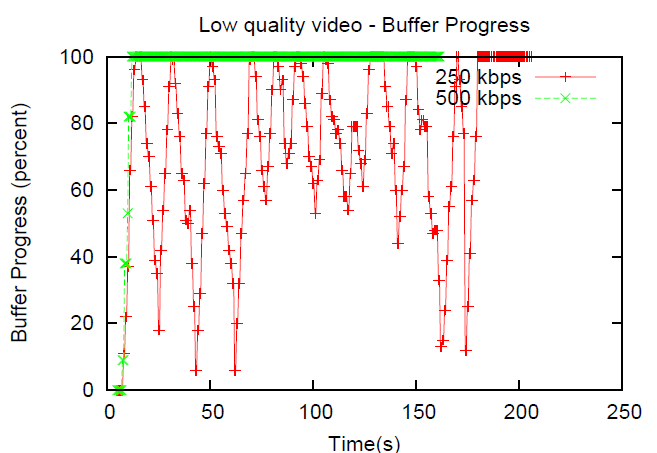 Low quality video - Buffer Progress
100
80
60
40
20
0
Buffer Progress (percent)
250 kbps
500 kbps
0 50 100 150 200 250
Time(s)